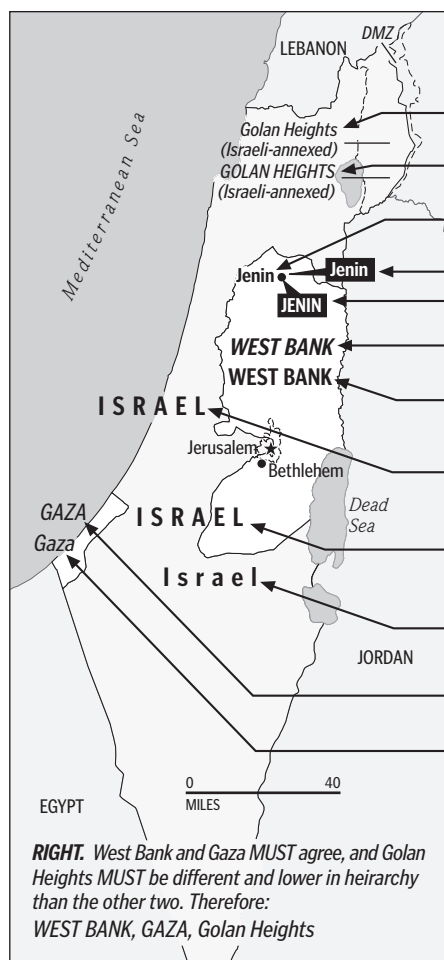 DMZ
LEBANON
Mediterranean Sea
Golan Heights
(Israeli-annexed)
GOLAN HEIGHTS
(Israeli-annexed)
Jenin
Jenin
JENIN
WEST BANK
WEST BANK
ISRAEL
Jerusalem
Bethlehem
GAZA
ISRAEL
Dead
Sea
Gaza
Israel
JORDAN
0 40
MILES
EGYPT
RIGHT. West Bank and Gaza MUST agree, and Golan
Heights MUST be different and lower in heirarchy
than the other two. Therefore:
WEST BANK, GAZA, Golan Heights